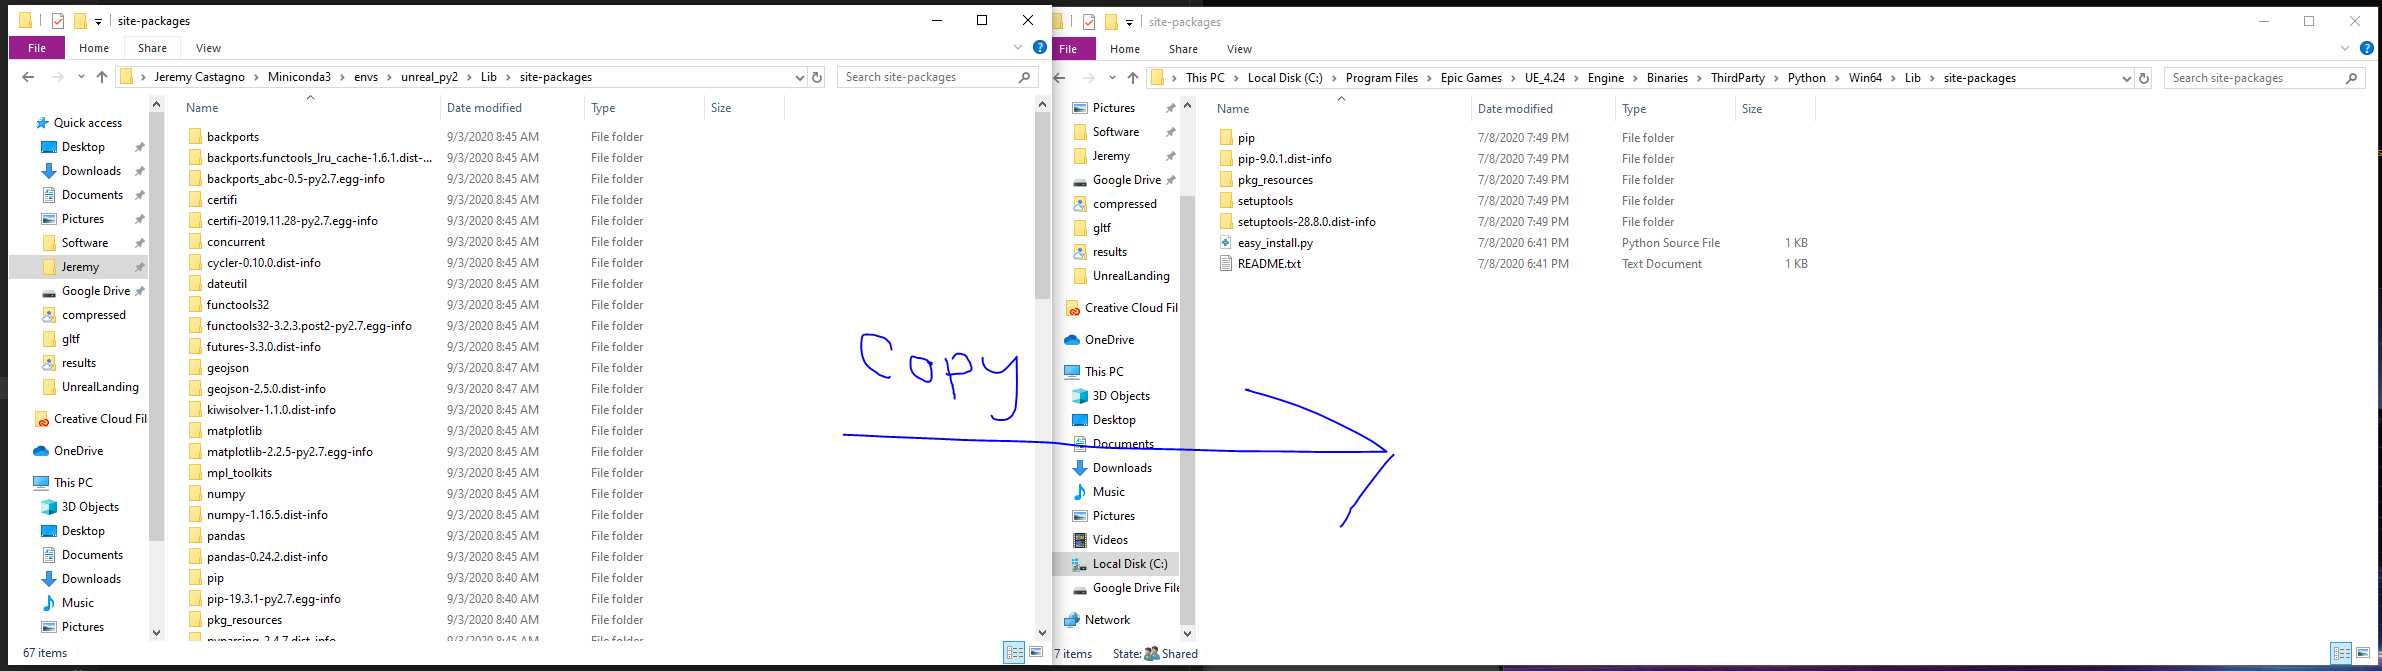 site-packages
File Home Share View
Jeremy Castagno > Miniconda3 > envs > unreal_py2 > Lib > site-packages
Search site-packages
Name Date modified Type Size
Quick access
Desktop
Downloads
Documents
Pictures
Software
Jeremy
Google Drive
compressed
gltf
results
UnrealLanding
Creative Cloud Fil
OneDrive
This PC
3D Objects
Desktop
Documents
Downloads
Music
Pictures
backports 9/3/2020 8:45 AM File folder
backports.functools_lru_cache-1.6.1.dist-... 9/3/2020 8:45 AM File folder
backports_abc-0.5-py2.7.egg-info 9/3/2020 8:45 AM File folder
certifi 9/3/2020 8:45 AM File folder
certifi-2019.11.28-py2.7.egg-info 9/3/2020 8:45 AM File folder
concurrent 9/3/2020 8:45 AM File folder
cycler-0.10.0.dist-info 9/3/2020 8:45 AM File folder
dateutil 9/3/2020 8:45 AM File folder
functools32 9/3/2020 8:45 AM File folder
functools32-3.2.3.post2-py2.7.egg-info 9/3/2020 8:45 AM File folder
futures-3.3.0.dist-info 9/3/2020 8:45 AM File folder
geojson 9/3/2020 8:47 AM File folder
geojson-2.5.0.dist-info 9/3/2020 8:47 AM File folder
kiwisolver-1.1.0.dist-info 9/3/2020 8:45 AM File folder
matplotlib 9/3/2020 8:45 AM File folder
matplotlib-2.2.5-py2.7.egg-info 9/3/2020 8:45 AM File folder
mpl_toolkits 9/3/2020 8:45 AM File folder
numpy 9/3/2020 8:45 AM File folder
numpy-1.16.5.dist-info 9/3/2020 8:45 AM File folder
pandas 9/3/2020 8:45 AM File folder
pandas-0.24.2.dist-info 9/3/2020 8:45 AM File folder
pip 9/3/2020 8:40 AM File folder
pip-19.3.1-py2.7.egg-info 9/3/2020 8:40 AM File folder
pkg_resources 9/3/2020 8:40 AM File folder
pyparsing-2.4.7.dist-info 9/3/2020 8:45 AM File folder
67 items
Copy
site-packages
File Home Share View
This PC > Local Disk (C:) > Program Files > Epic Games > UE_4.24 > Engine > Binaries > ThirdParty > Python > Win64 > Lib > site-packages
Search site-packages
Name Date modified Type Size
Pictures
Software
Jeremy
Google Drive
compressed
gltf
results
UnrealLanding
Creative Cloud Fil
OneDrive
This PC
3D Objects
Desktop
Documents
Downloads
Music
Pictures
Videos
Local Disk (C:)
Google Drive File
Network
pip 7/8/2020 7:49 PM File folder
pip-9.0.1.dist-info 7/8/2020 7:49 PM File folder
pkg_resources 7/8/2020 7:49 PM File folder
setuptools 7/8/2020 7:49 PM File folder
setuptools-28.8.0.dist-info 7/8/2020 7:49 PM File folder
easy_install.py 7/8/2020 6:41 PM Python Source File 1 KB
README.txt 7/8/2020 6:41 PM Text Document 1 KB
7 items State: Shared